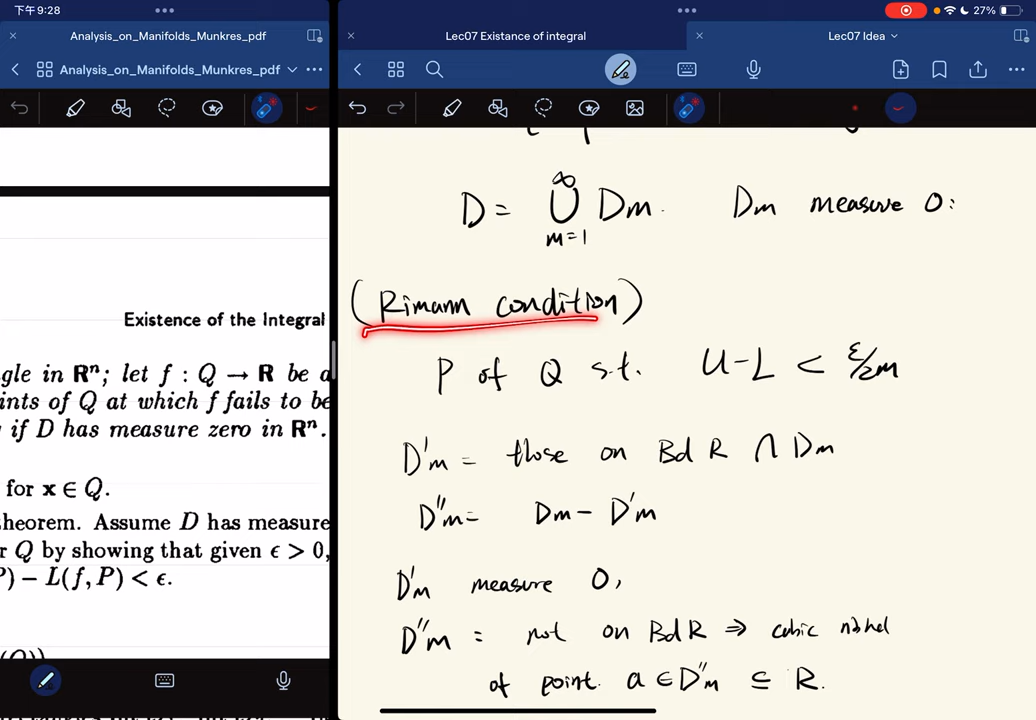 下午9:28
27%
Analysis_on_Manifolds_Munkres_pdf
Lec07 Existance of integral
Lec07 Idea
Analysis_on_Manifolds_Munkres_pdf
Existence of the Integral
gle in Rⁿ; let f : Q → R be a
ints of Q at which f fails to be
if D has measure zero in Rⁿ.
for x ∈ Q.
heorem. Assume D has measure
r Q by showing that given ϵ > 0,
P) − L(f, P) < ϵ.
D = ∞ ∪ m=1 Dm. Dm measure 0:
(Rimann condition)
P of Q s.t. U-L < ε/2m
D'm = those on Bd R ∩ Dm
D''m = Dm - D'm
D'm measure 0,
D''m = not on Bd R ⇒ cubic nbhd
of point. a ∈ D''m ⊆ R.